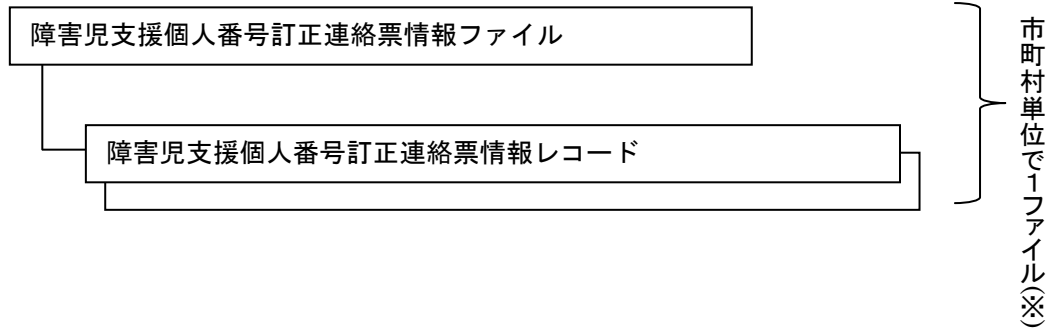 障害児支援個人番号訂正連絡票情報ファイル
障害児支援個人番号訂正連絡票情報レコード
市町村単位で1ファイル(※)